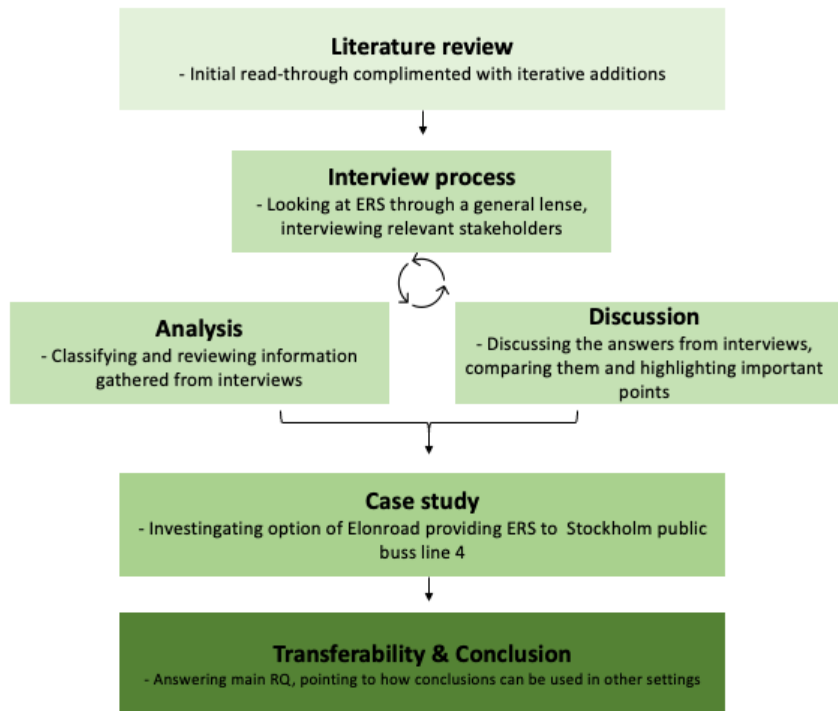 Literature review
- Initial read-through complimented with iterative additions
Interview process
- Looking at ERS through a general lense,
interviewing relevant stakeholders
Analysis
- Classifying and reviewing information
gathered from interviews
Discussion
- Discussing the answers from interviews,
comparing them and highlighting important
points
Case study
- Investingating option of Elonroad providing ERS to Stockholm public
buss line 4
Transferability & Conclusion
- Answering main RQ, pointing to how conclusions can be used in other settings